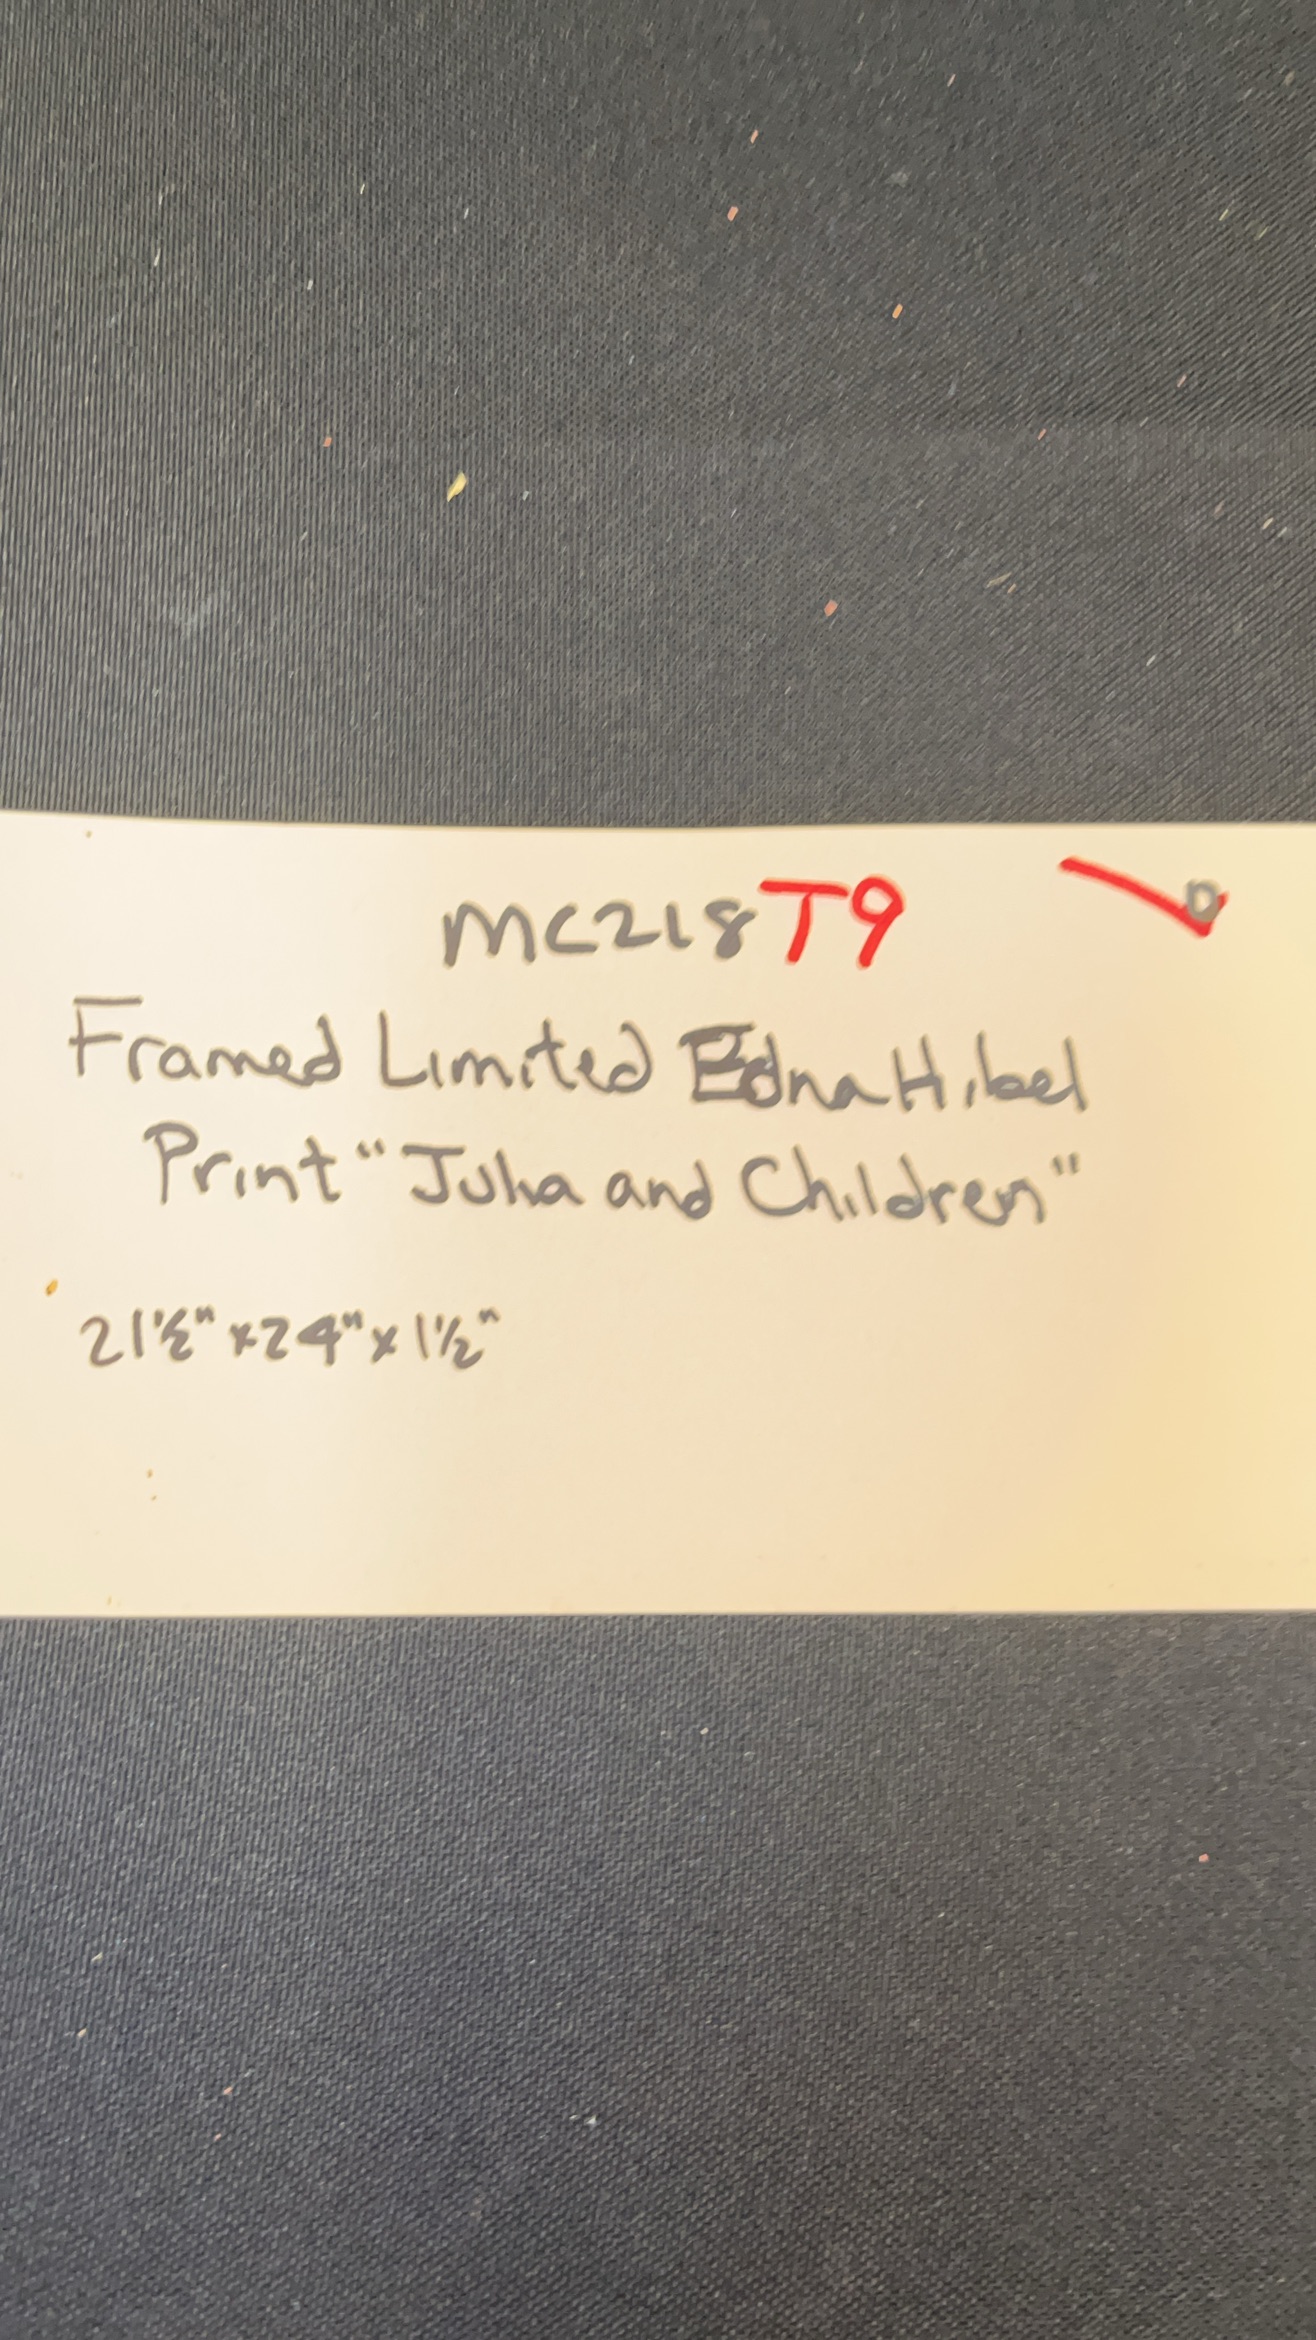 MC218T9
Framed Limited Edna Hibel
Print "Julia and Children"
21½" x 24" x 1½"